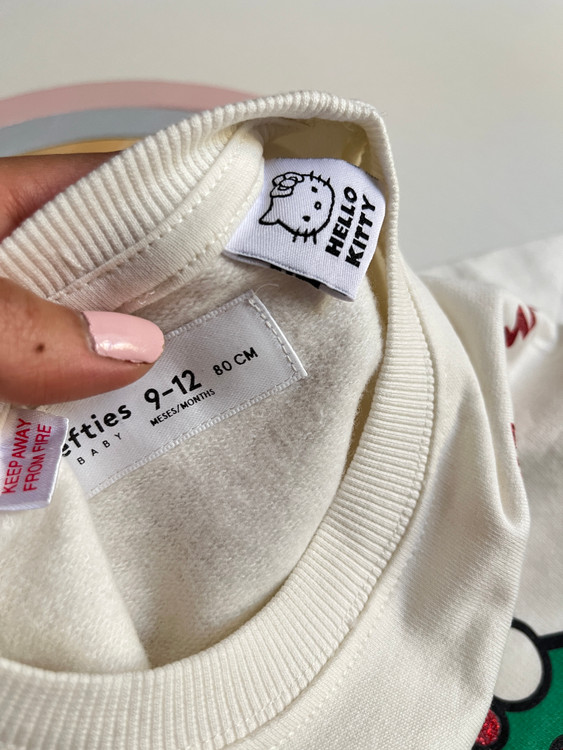 HELLO
KITTY
efties
BABY
9-12
MESES/MONTHS
80 CM
KEEP AWAY
FROM FIRE